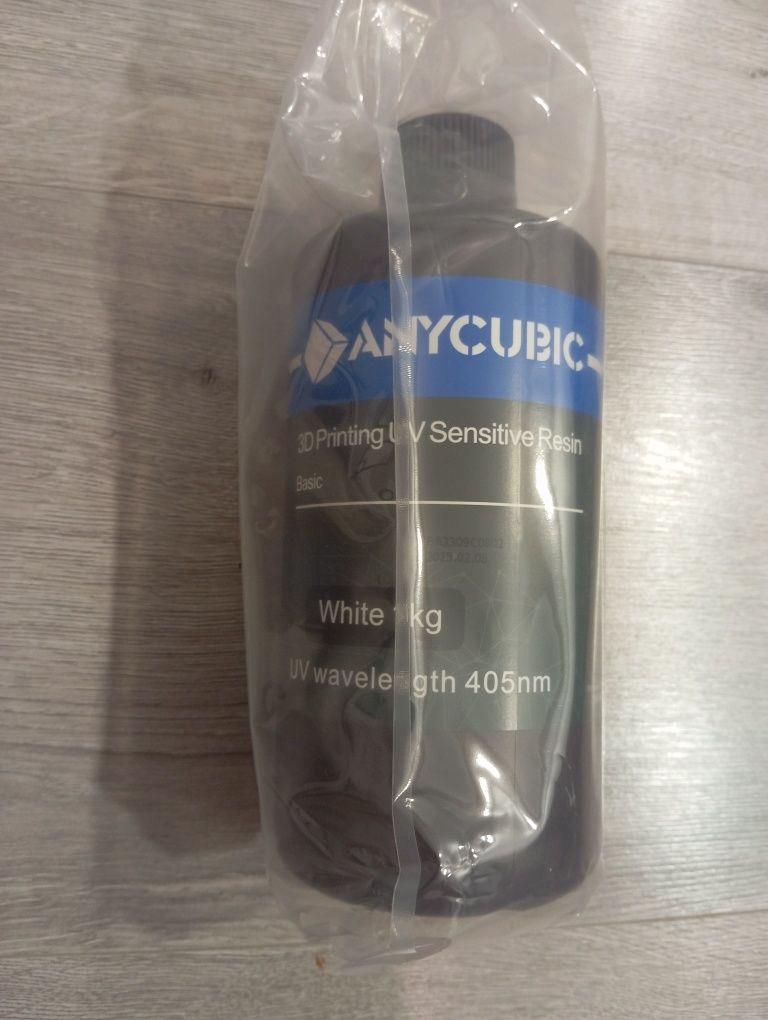 ANYCUBIC
3D Printing UV Sensitive Resin
Basic
White 1kg
UV wavelength 405nm